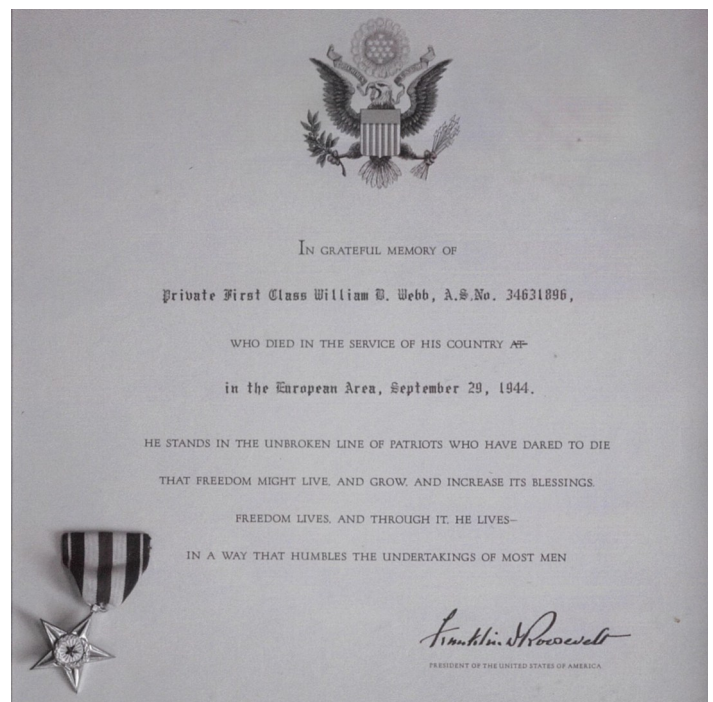 IN GRATEFUL MEMORY OF
Private First Class William B. Webb, A.S.No. 34631896,
WHO DIED IN THE SERVICE OF HIS COUNTRY AT
in the European Area, September 29, 1944.
HE STANDS IN THE UNBROKEN LINE OF PATRIOTS WHO HAVE DARED TO DIE
THAT FREEDOM MIGHT LIVE, AND GROW, AND INCREASE ITS BLESSINGS.
FREEDOM LIVES, AND THROUGH IT, HE LIVES—
IN A WAY THAT HUMBLES THE UNDERTAKINGS OF MOST MEN
Franklin D Roosevelt
PRESIDENT OF THE UNITED STATES OF AMERICA